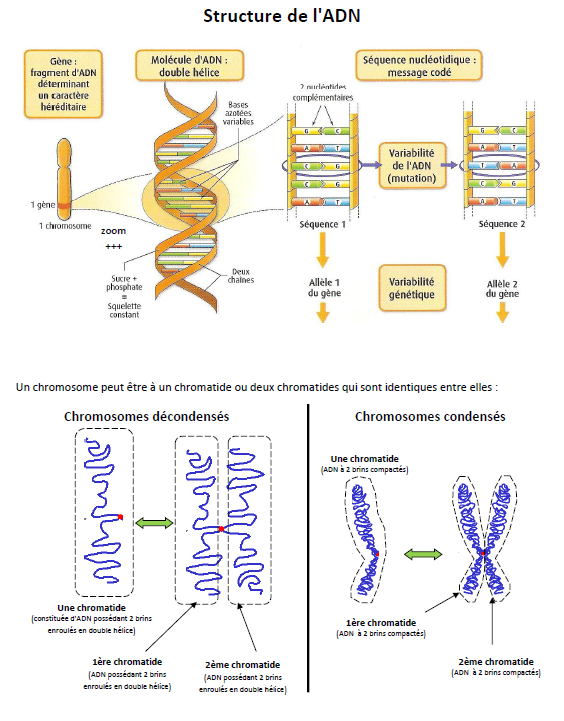 Structure de l'ADN
Gène :
fragment d'ADN
déterminant
un caractère
héréditaire
Molécule d'ADN :
double hélice
Séquence nucléotidique :
message codé
2 nucléotides
complémentaires
Bases
azotées
variables
G C
A T
C G
C G
A T
Variabilité
de l'ADN
(mutation)
G C
A T
T A
C G
T A
1 gène
1 chromosome
zoom
+++
Sucre +
phosphate
=
Squelette
constant
Deux
chaînes
Séquence 1
Séquence 2
Allèle 1
du gène
Variabilité
génétique
Allèle 2
du gène
Un chromosome peut être à un chromatide ou deux chromatides qui sont identiques entre elles :
Chromosomes décondensés
Une chromatide
(constituée d'ADN possédant 2 brins
enroulés en double hélice)
1ère chromatide
(ADN possédant 2 brins
enroulés en double hélice)
2ème chromatide
(ADN possédant 2 brins
enroulés en double hélice)
Chromosomes condensés
Une chromatide
(ADN à 2 brins compactés)
1ère chromatide
(ADN à 2 brins compactés)
2ème chromatide
(ADN à 2 brins compactés)